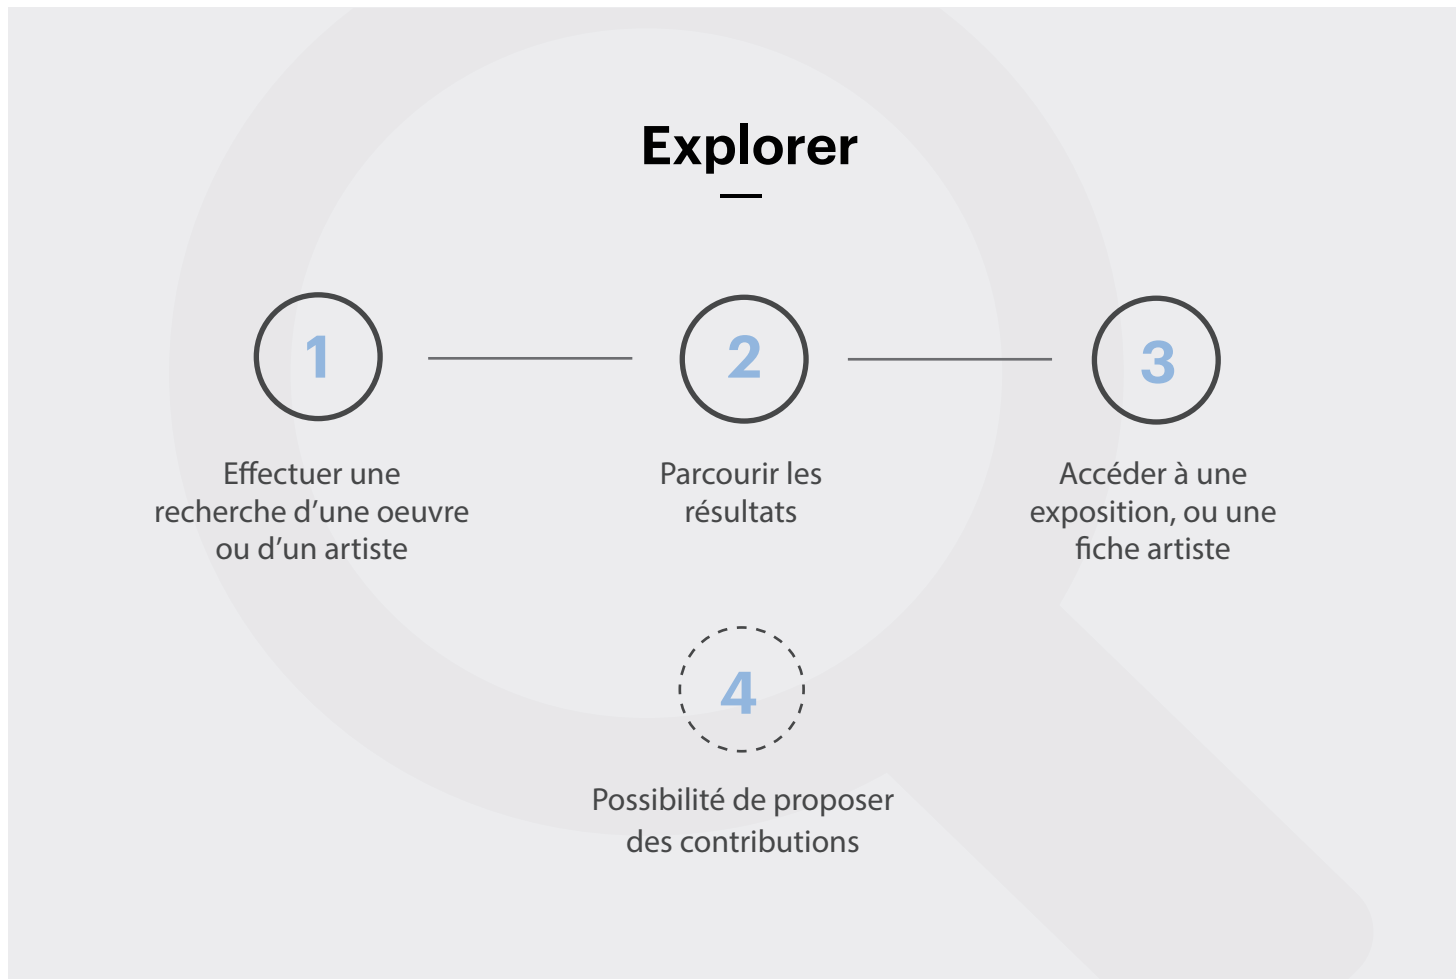 Explorer
1
2
3
Effectuer une
recherche d’une oeuvre
ou d’un artiste
Parcourir les
résultats
Accéder à une
exposition, ou une
fiche artiste
4
Possibilité de proposer
des contributions